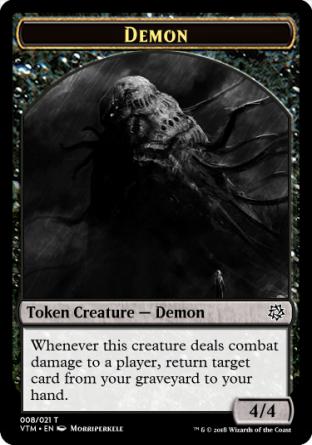 DEMON
Token Creature — Demon
Whenever this creature deals combat
damage to a player, return target
card from your graveyard to your
hand.
4/4
008/021 T
VTM • EN MORRIPERKELE
™ & © 2018 Wizards of the Coast